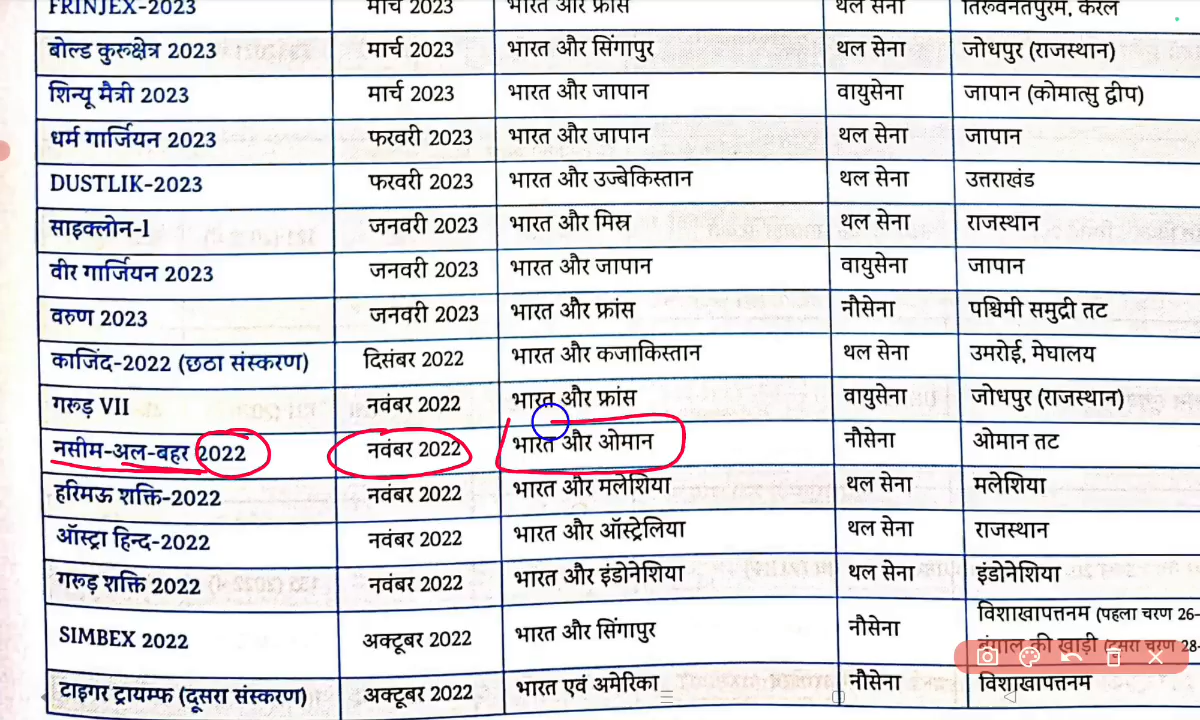 FRINJEX-2023 मार्च 2023 भारत और फ्रांस थल सेना तिरुवनंतपुरम, केरल
बोल्ड कुरुक्षेत्र 2023 मार्च 2023 भारत और सिंगापुर थल सेना जोधपुर (राजस्थान)
शिन्यू मैत्री 2023 मार्च 2023 भारत और जापान वायुसेना जापान (कोमात्सु द्वीप)
धर्म गार्जियन 2023 फरवरी 2023 भारत और जापान थल सेना जापान
DUSTLIK-2023 फरवरी 2023 भारत और उज्बेकिस्तान थल सेना उत्तराखंड
साइक्लोन-I जनवरी 2023 भारत और मिस्र थल सेना राजस्थान
वीर गार्जियन 2023 जनवरी 2023 भारत और जापान वायुसेना जापान
वरुण 2023 जनवरी 2023 भारत और फ्रांस नौसेना पश्चिमी समुद्री तट
काजिंद-2022 (छठा संस्करण) दिसंबर 2022 भारत और कजाकिस्तान थल सेना उमरोई, मेघालय
गरूड़ VII नवंबर 2022 भारत और फ्रांस वायुसेना जोधपुर (राजस्थान)
नसीम-अल-बहर 2022 नवंबर 2022 भारत और ओमान नौसेना ओमान तट
हरिमऊ शक्ति-2022 नवंबर 2022 भारत और मलेशिया थल सेना मलेशिया
ऑस्ट्रा हिन्द-2022 नवंबर 2022 भारत और ऑस्ट्रेलिया थल सेना राजस्थान
गरूड़ शक्ति 2022 नवंबर 2022 भारत और इंडोनेशिया थल सेना इंडोनेशिया
SIMBEX 2022 अक्टूबर 2022 भारत और सिंगापुर नौसेना विशाखापत्तनम (पहला चरण 26-
बंगाल की खाड़ी (दूसरा चरण 28-
टाइगर ट्रायम्फ (दूसरा संस्करण) अक्टूबर 2022 भारत एवं अमेरिका नौसेना विशाखापत्तनम